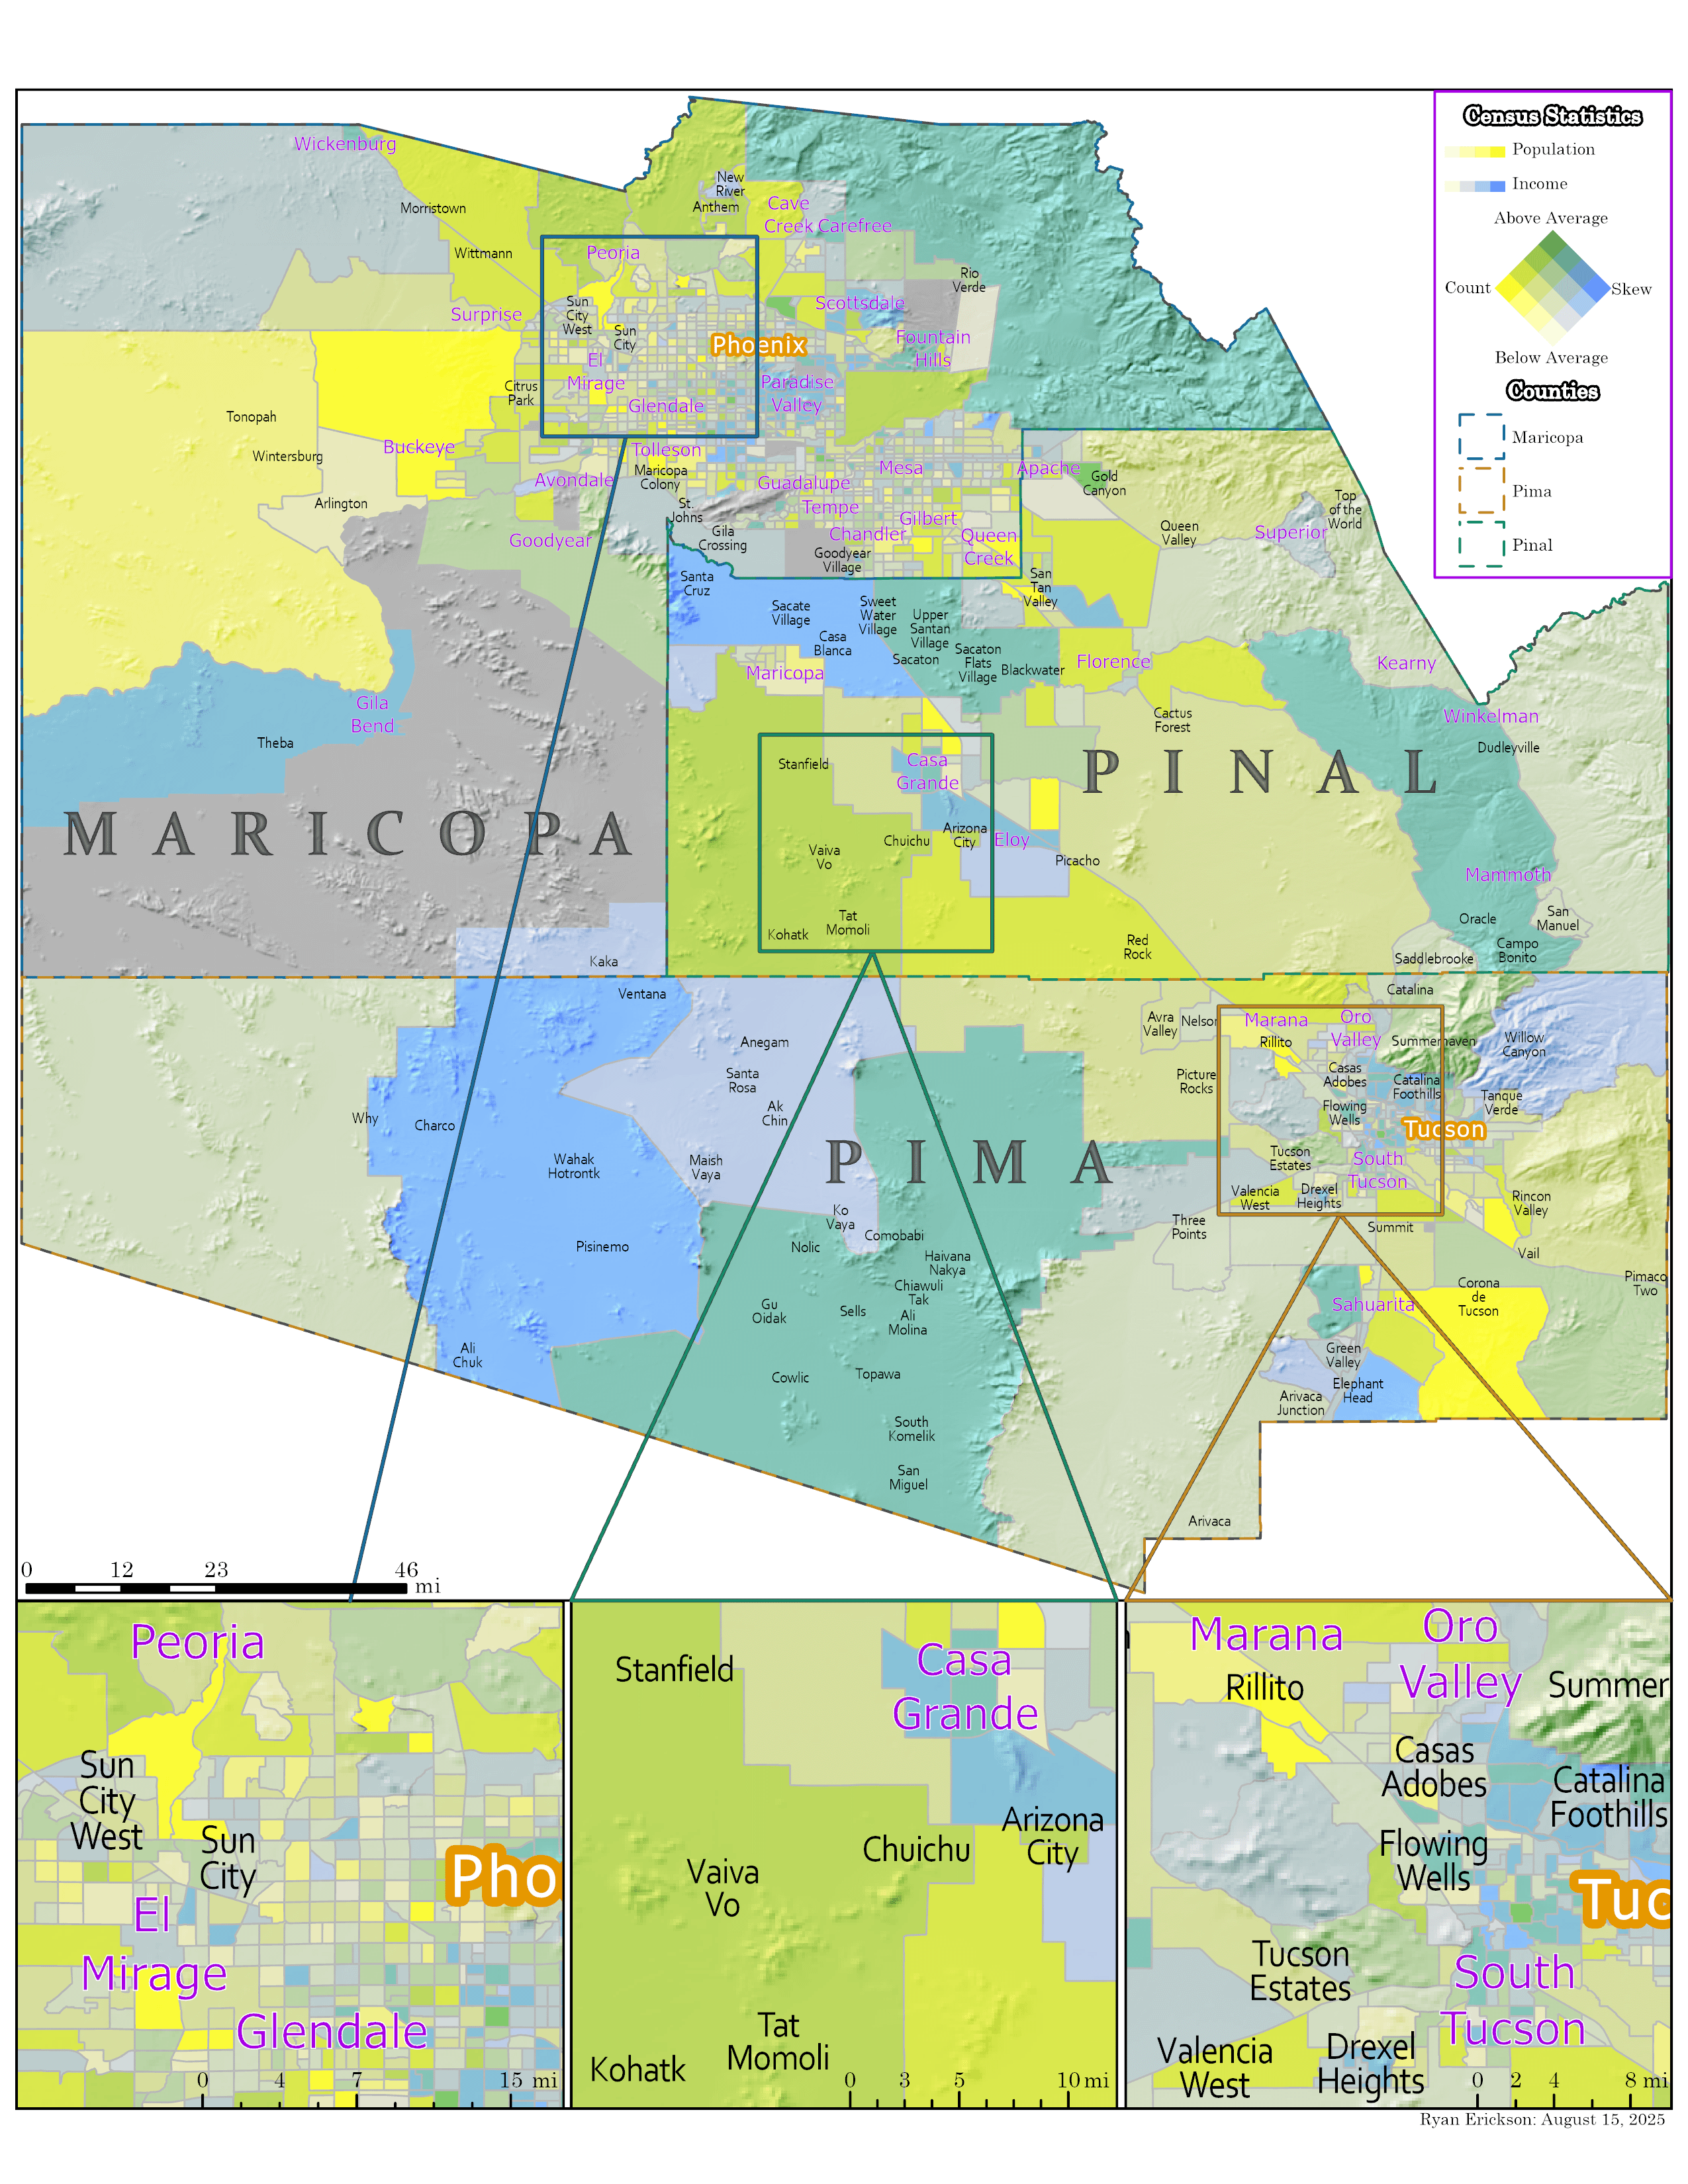 Census Statistics
Population
Income
Above Average
Count
Skew
Below Average
Counties
Maricopa
Pima
Pinal
Wickenburg
New
River
Anthem
Morristown
Cave
Creek
Carefree
Wittmann
Peoria
Rio
Verde
Sun
City
West
Scottsdale
Surprise
Sun
City
Phoenix
Fountain
Hills
El
Mirage
Citrus
Park
Paradise
Valley
Glendale
Tonopah
Buckeye
Tolleson
Wintersburg
Mesa
Apache
Avondale
Maricopa
Colony
Guadalupe
Gold
Canyon
Arlington
St.
Johns
Tempe
Top
of the
World
Gilbert
Queen
Valley
Superior
Goodyear
Gila
Crossing
Chandler
Queen
Creek
Goodyear
Village
Santa
Cruz
San
Tan
Valley
Sacate
Village
Sweet
Water
Village
Upper
Santan
Village
Casa
Blanca
Sacaton
Sacaton
Flats
Village
Blackwater
Florence
Kearny
Maricopa
Gila
Bend
Winkelman
Cactus
Forest
Theba
Dudleyville
Stanfield
Casa
Grande
PINAL
MARICOPA
Arizona
City
Chuichu
Eloy
Vaiva
Vo
Picacho
Mammoth
Tat
Momoli
Kohatk
Oracle
San
Manuel
Red
Rock
Campo
Bonito
Saddlebrooke
Kaka
Ventana
Catalina
Avra
Valley
Nelson
Marana
Oro
Valley
Anegam
Rillito
Summerhaven
Willow
Canyon
Santa
Rosa
Picture
Rocks
Casas
Adobes
Catalina
Foothills
Tanque
Verde
Why
Charco
Ak
Chin
Flowing
Wells
Tucson
Wahak
Hotrontk
Maish
Vaya
PIMA
Tucson
Estates
South
Tucson
Valencia
West
Drexel
Heights
Rincon
Valley
Ko
Vaya
Three
Points
Summit
Pisinemo
Nolic
Comobabi
Vail
Haivana
Nakya
Chiawuli
Tak
Corona
de
Tucson
Pimaco
Two
Gu
Oidak
Sells
Ali
Molina
Sahuarita
Ali
Chuk
Green
Valley
Cowlic
Topawa
Elephant
Head
Arivaca
Junction
South
Komelik
San
Miguel
Arivaca
0 12 23 46 mi
Peoria
Sun
City
West
Sun
City
Pho
El
Mirage
Glendale
0 4 7 15 mi
Stanfield
Casa
Grande
Arizona
City
Chuichu
Vaiva
Vo
Tat
Momoli
Kohatk
0 3 5 10 mi
Marana
Oro
Valley
Rillito
Summer
Casas
Adobes
Catalina
Foothills
Flowing
Wells
Tuc
Tucson
Estates
South
Tucson
Valencia
West
Drexel
Heights
0 2 4 8 mi
Ryan Erickson: August 15, 2025